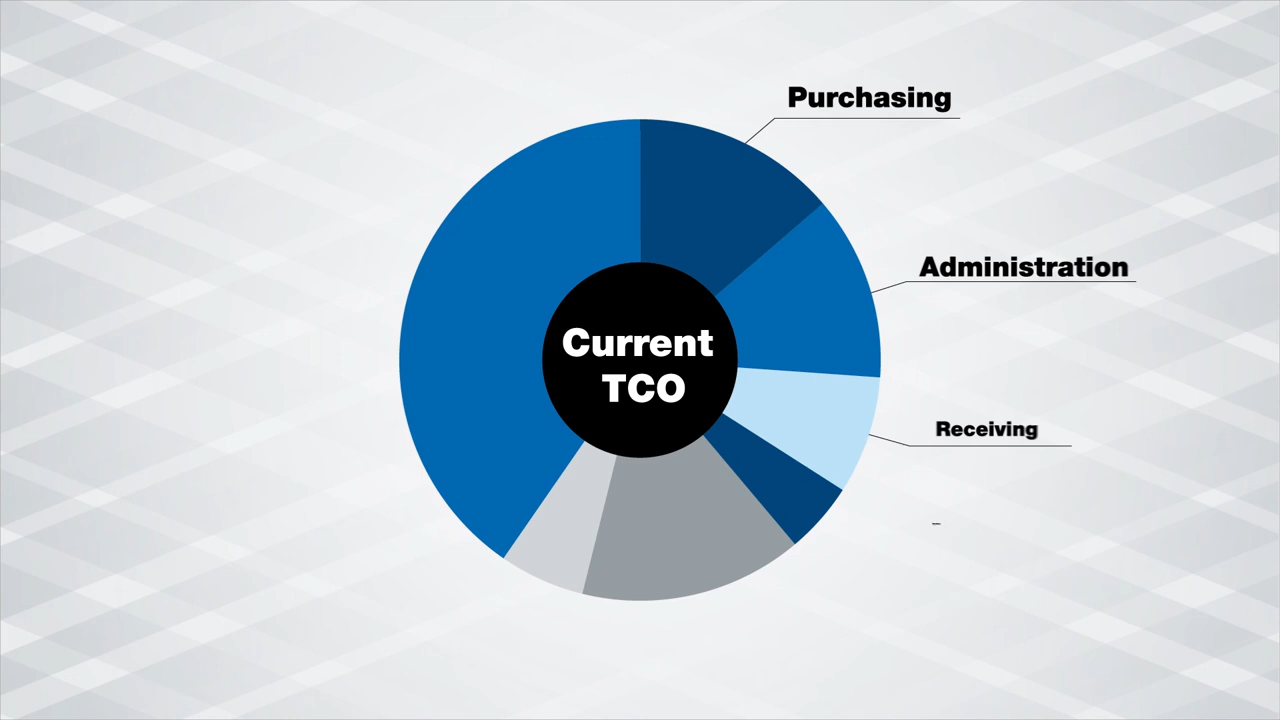 Purchasing
Administration
Current
TCO
Receiving